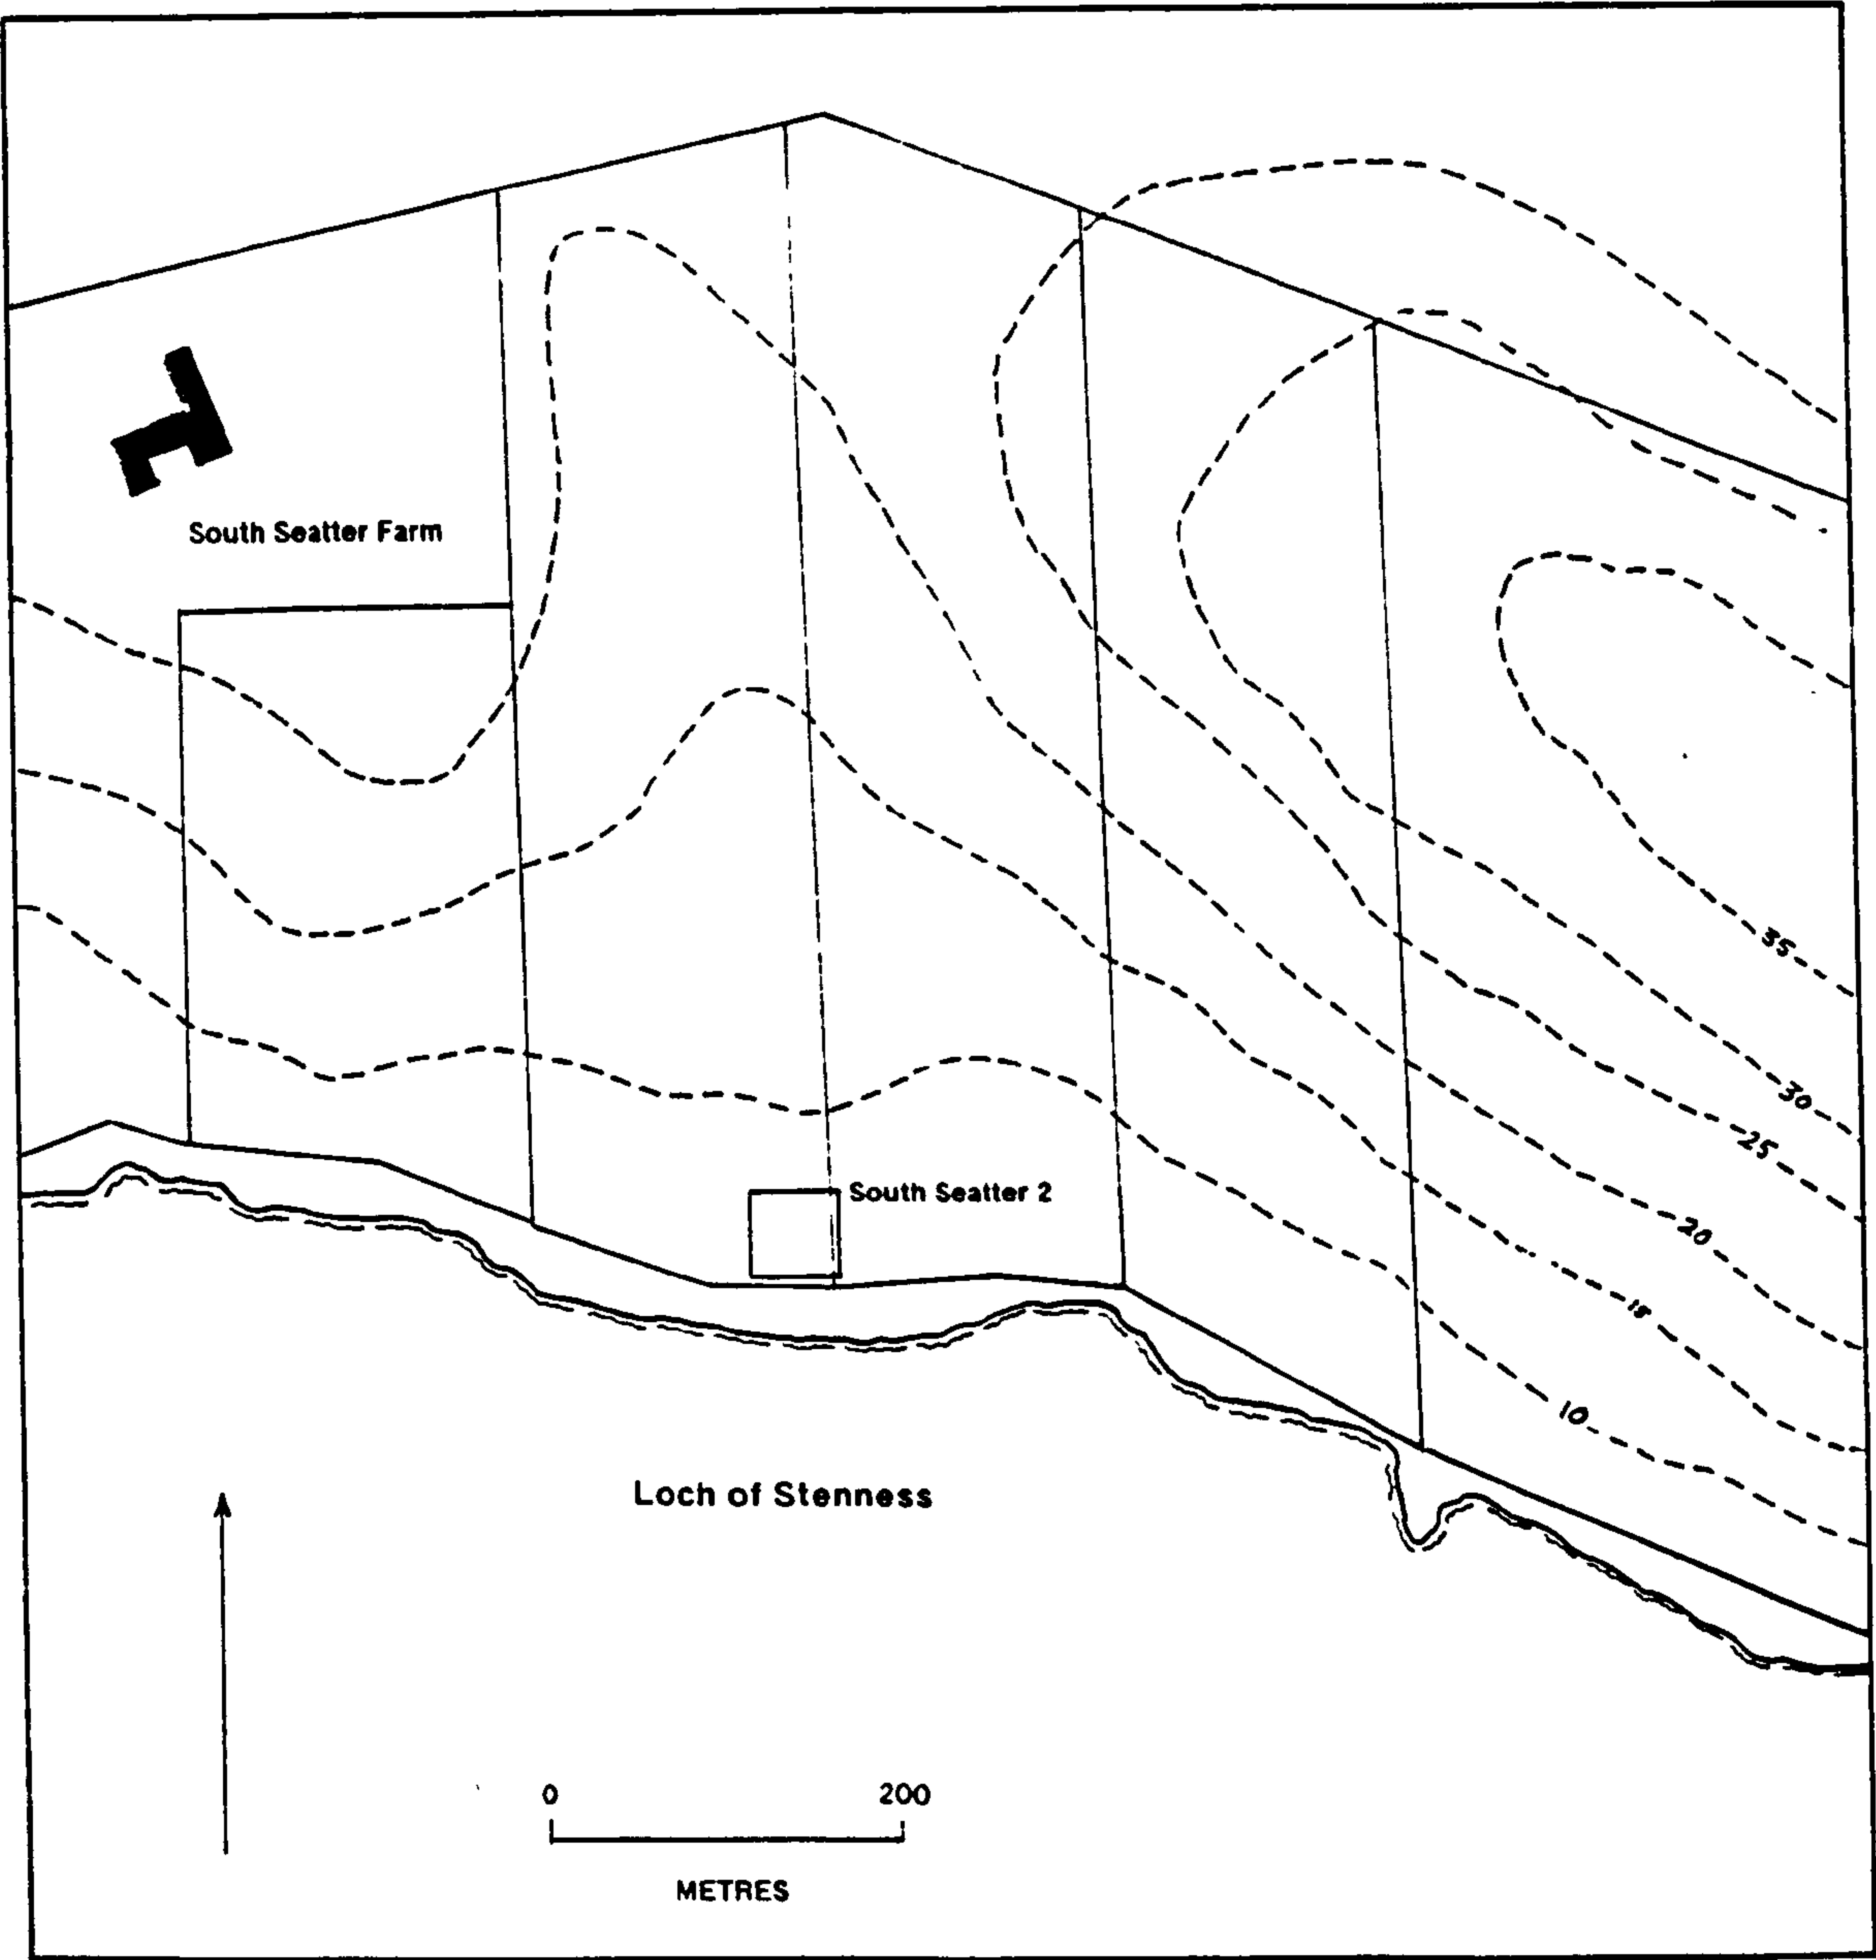 South Seatter Farm
35
30
25
South Seatter 2
20
15
10
Loch of Stenness
0 200
METRES